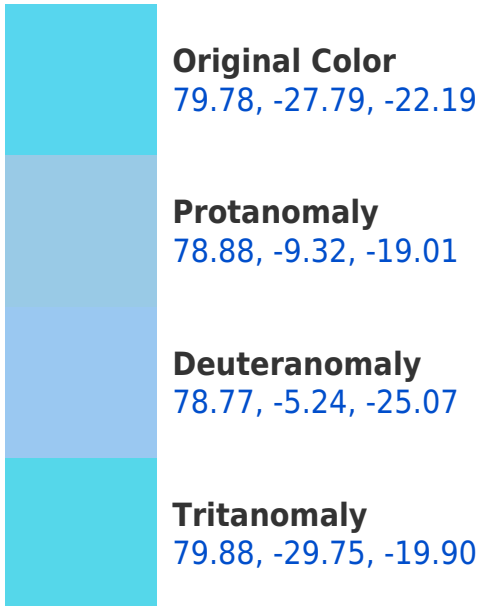 Original Color
79.78, -27.79, -22.19
Protanomaly
78.88, -9.32, -19.01
Deuteranomaly
78.77, -5.24, -25.07
Tritanomaly
79.88, -29.75, -19.90